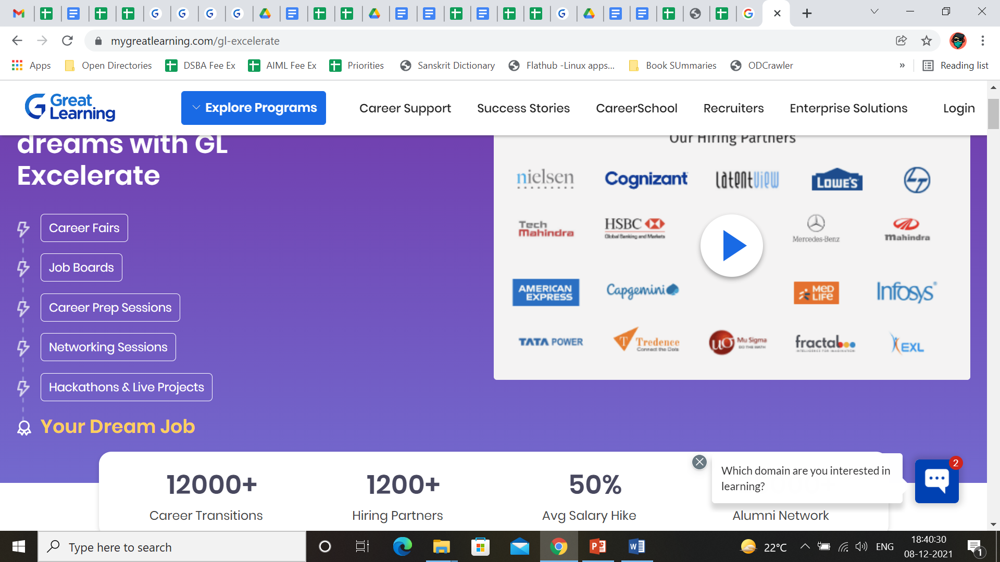 mygreatlearning.com/gl-excelerate
Apps
Open Directories
DSBA Fee Ex
AIML Fee Ex
Priorities
Sanskrit Dictionary
Flathub -Linux apps...
Book SUmmaries
ODCrawler
»
Reading list
Great
Learning
Explore Programs
Career Support
Success Stories
CareerSchool
Recruiters
Enterprise Solutions
Login
dreams with GL
Excelerate
Career Fairs
Job Boards
Career Prep Sessions
Networking Sessions
Hackathons & Live Projects
Your Dream Job
Our Hiring Partners
nielsen
Cognizant
LatentView
LOWE'S
LT
Tech
Mahindra
HSBC
Global Banking and Markets
Mercedes-Benz
Mahindra
AMERICAN
EXPRESS
Capgemini
MED
LIFE
Infosys®
TATA POWER
T
Tredence
Connect the Dots
Mu Sigma
DO THE MATH
fractal
INTELLIGENCE FOR IMAGINATION
EXL
12000+
Career Transitions
1200+
Hiring Partners
50%
Avg Salary Hike
Alumni Network
Which domain are you interested in
learning?
2
Type here to search
22°C
ENG
18:40:30
08-12-2021
1